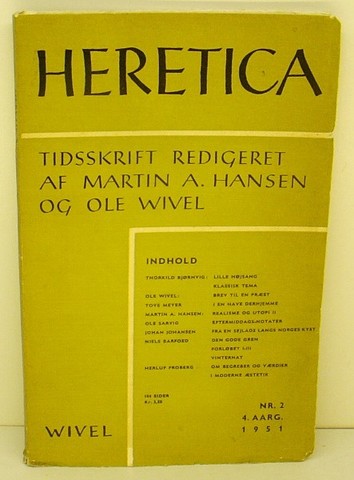 HERETICA
TIDSSKRIFT REDIGERET
AF MARTIN A. HANSEN
OG OLE WIVEL
INDHOLD
THORKILD BJØRNVIG: LILLE HØJSANG
KLASSISK TEMA
OLE WIVEL: BREV TIL EN PRÆST
TOVE MEYER I EN HAVE DERHJEMME
MARTIN A. HANSEN: REALISME OG UTOPI II
OLE SARVIG EFTERMIDDAGS-NOTATER
JOHAN JOHANSEN FRA EN SEJLADS LANGS NORGES KYST
NIELS BARFOED DEN GODE GREN
FORLØBET I-III
VINTERNAT
HERLUF FROBERG: OM BEGREBER OG VÆRDIER
I MODERNE ÆSTETIK
SIDER
Kr.
WIVEL
NR. 2
4. AARG.
1951